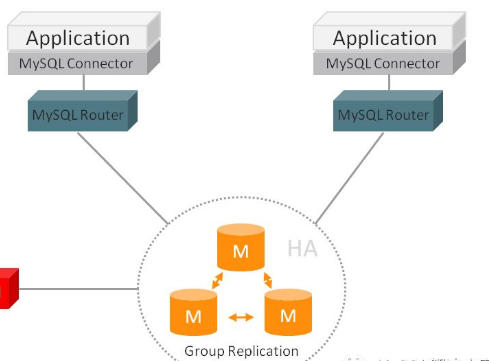 Application
MySQL Connector
MySQL Router
Application
MySQL Connector
MySQL Router
M
HA
M
M
Group Replication